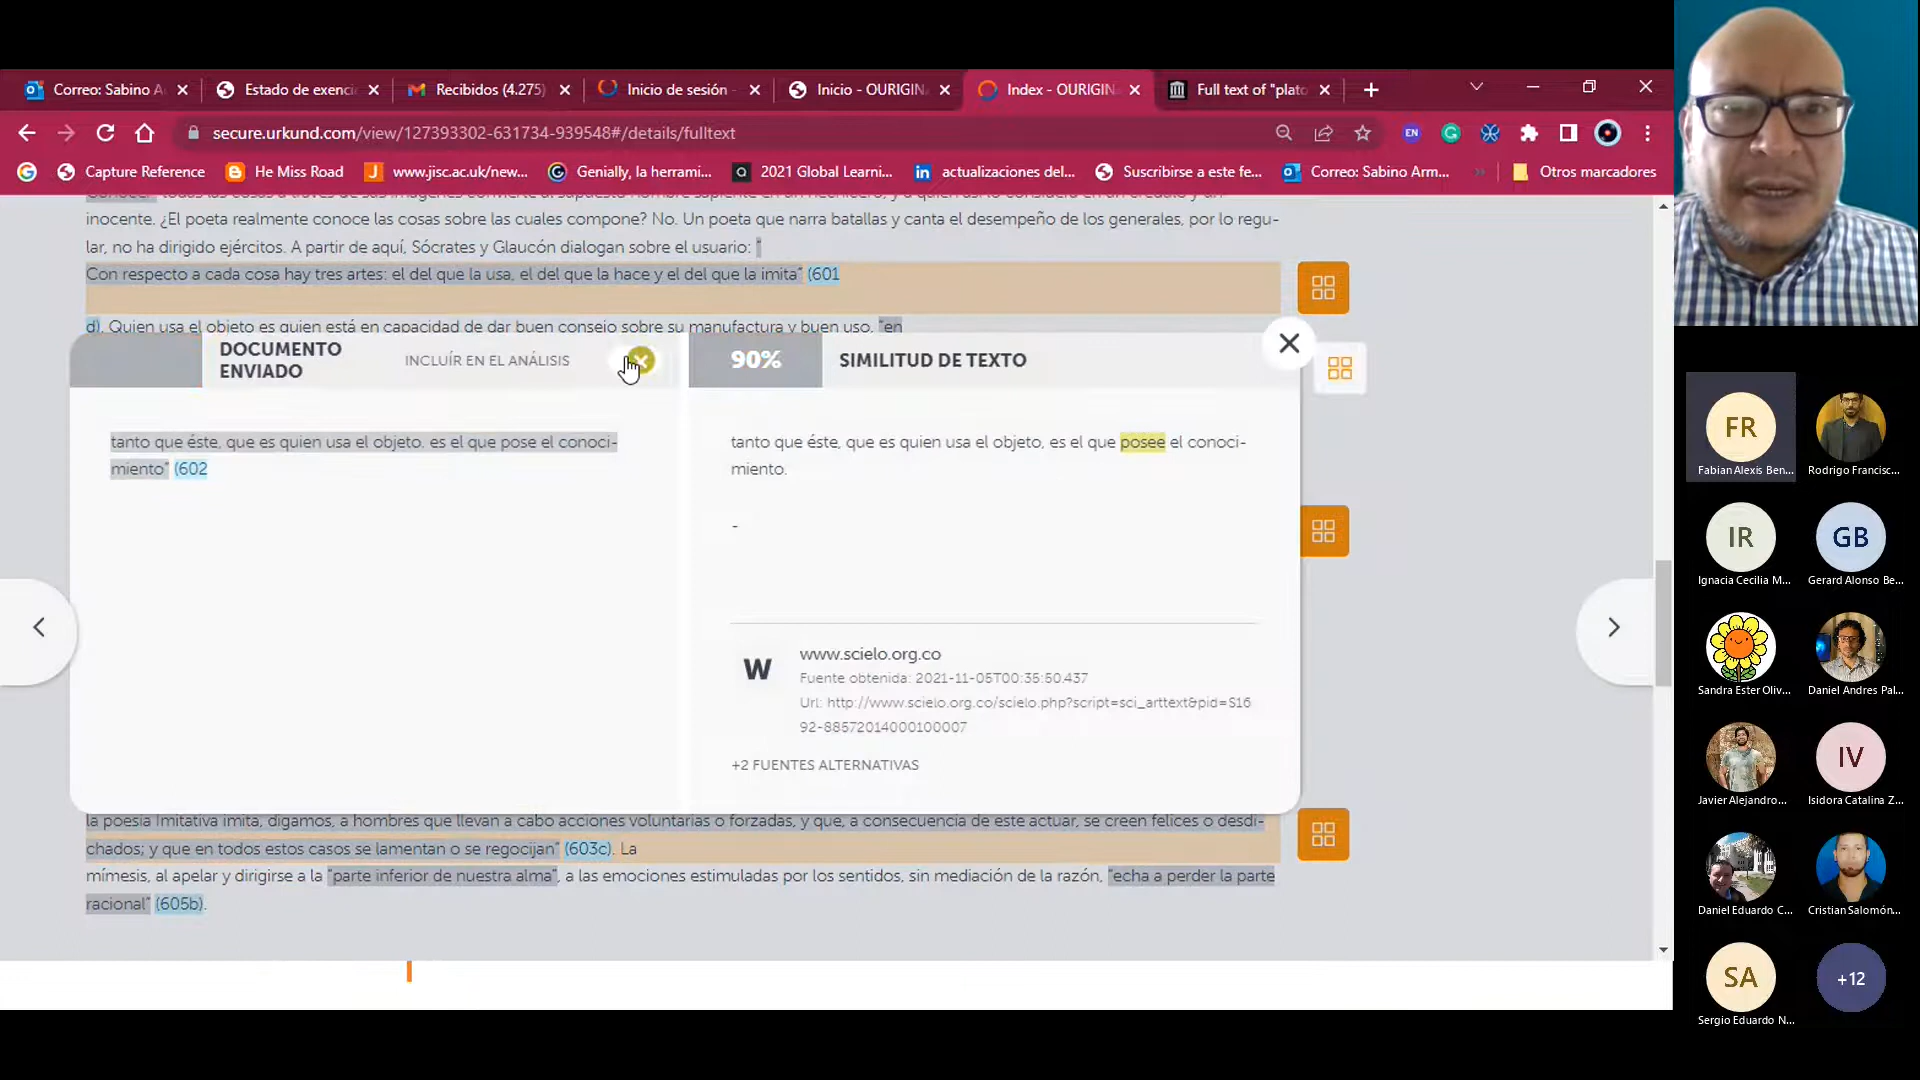 Correo: Sabino A
Estado de exenci
Recibidos (4.275)
Inicio de sesión -
Inicio - OURIGIN
Index - OURIGIN
Full text of "plato
secure.urkund.com/view/127393302-631734-939548#/details/fulltext
EN
Capture Reference
He Miss Road
www.jisc.ac.uk/new...
Genially, la herrami...
2021 Global Learni...
actualizaciones del...
Suscribirse a este fe...
Correo: Sabino Arm...
Otros marcadores
inocente. ¿El poeta realmente conoce las cosas sobre las cuales compone? No. Un poeta que narra batallas y canta el desempeño de los generales, por lo regu-
lar, no ha dirigido ejércitos. A partir de aquí, Sócrates y Glaucón dialogan sobre el usuario: "
Con respecto a cada cosa hay tres artes: el del que la usa, el del que la hace y el del que la imita" (601
d). Quien usa el objeto es quien está en capacidad de dar buen consejo sobre su manufactura y buen uso, "en
DOCUMENTO
ENVIADO
INCLUÍR EN EL ANÁLISIS
90%
SIMILITUD DE TEXTO
tanto que éste, que es quien usa el objeto, es el que pose el conoci-
miento" (602
tanto que éste, que es quien usa el objeto, es el que posee el conoci-
miento.
-
W
www.scielo.org.co
Fuente obtenida: 2021-11-05T00:35:50.437
Url: http://www.scielo.org.co/scielo.php?script=sci_arttext&pid=S16
92-88572014000100007
+2 FUENTES ALTERNATIVAS
la poesía Imitativa imita, digamos, a hombres que llevan a cabo acciones voluntarias o forzadas, y que, a consecuencia de este actuar, se creen felices o desdi-
chados; y que en todos estos casos se lamentan o se regocijan" (603c). La
mímesis, al apelar y dirigirse a la "parte inferior de nuestra alma", a las emociones estimuladas por los sentidos, sin mediación de la razón, "echa a perder la parte
racional" (605b).
FR
Fabian Alexis Ben...
Rodrigo Francisc...
IR
Ignacia Cecilia M...
GB
Gerard Alonso Be...
Sandra Ester Oliv...
Daniel Andres Pal...
Javier Alejandro...
IV
Isidora Catalina Z...
Daniel Eduardo C...
Cristian Salomón...
SA
Sergio Eduardo N...
+12